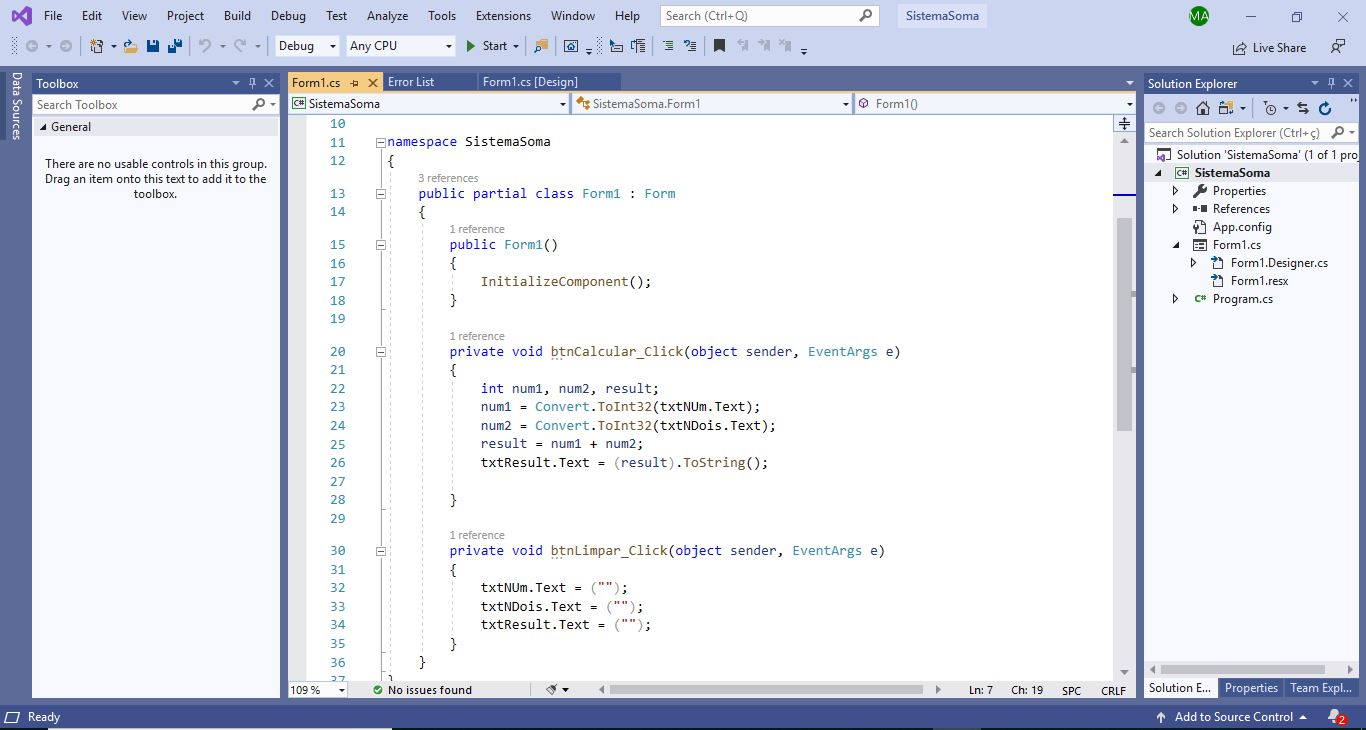 File Edit View Project Build Debug Test Analyze Tools Extensions Window Help Search (Ctrl+Q) SistemaSoma MA
Debug Any CPU Start Live Share
Data Sources
Toolbox
Search Toolbox
General
There are no usable controls in this group.
Drag an item onto this text to add it to the
toolbox.
Form1.cs Error List Form1.cs [Design]
C# SistemaSoma SistemaSoma.Form1 Form1()
10
11 namespace SistemaSoma
12 {
3 references
13 public partial class Form1 : Form
14 {
1 reference
15 public Form1()
16 {
17 InitializeComponent();
18 }
19
1 reference
20 private void btnCalcular_Click(object sender, EventArgs e)
21 {
22 int num1, num2, result;
23 num1 = Convert.ToInt32(txtNUm.Text);
24 num2 = Convert.ToInt32(txtNDois.Text);
25 result = num1 + num2;
26 txtResult.Text = (result).ToString();
27
28 }
29
1 reference
30 private void btnLimpar_Click(object sender, EventArgs e)
31 {
32 txtNUm.Text = ("");
33 txtNDois.Text = ("");
34 txtResult.Text = ("");
35 }
36 }
37 }
109 % No issues found Ln: 7 Ch: 19 SPC CRLF
Solution Explorer
Search Solution Explorer (Ctrl+ç)
Solution 'SistemaSoma' (1 of 1 proj
C# SistemaSoma
Properties
References
App.config
Form1.cs
Form1.Designer.cs
Form1.resx
C# Program.cs
Solution E... Properties Team Expl...
Ready Add to Source Control 2